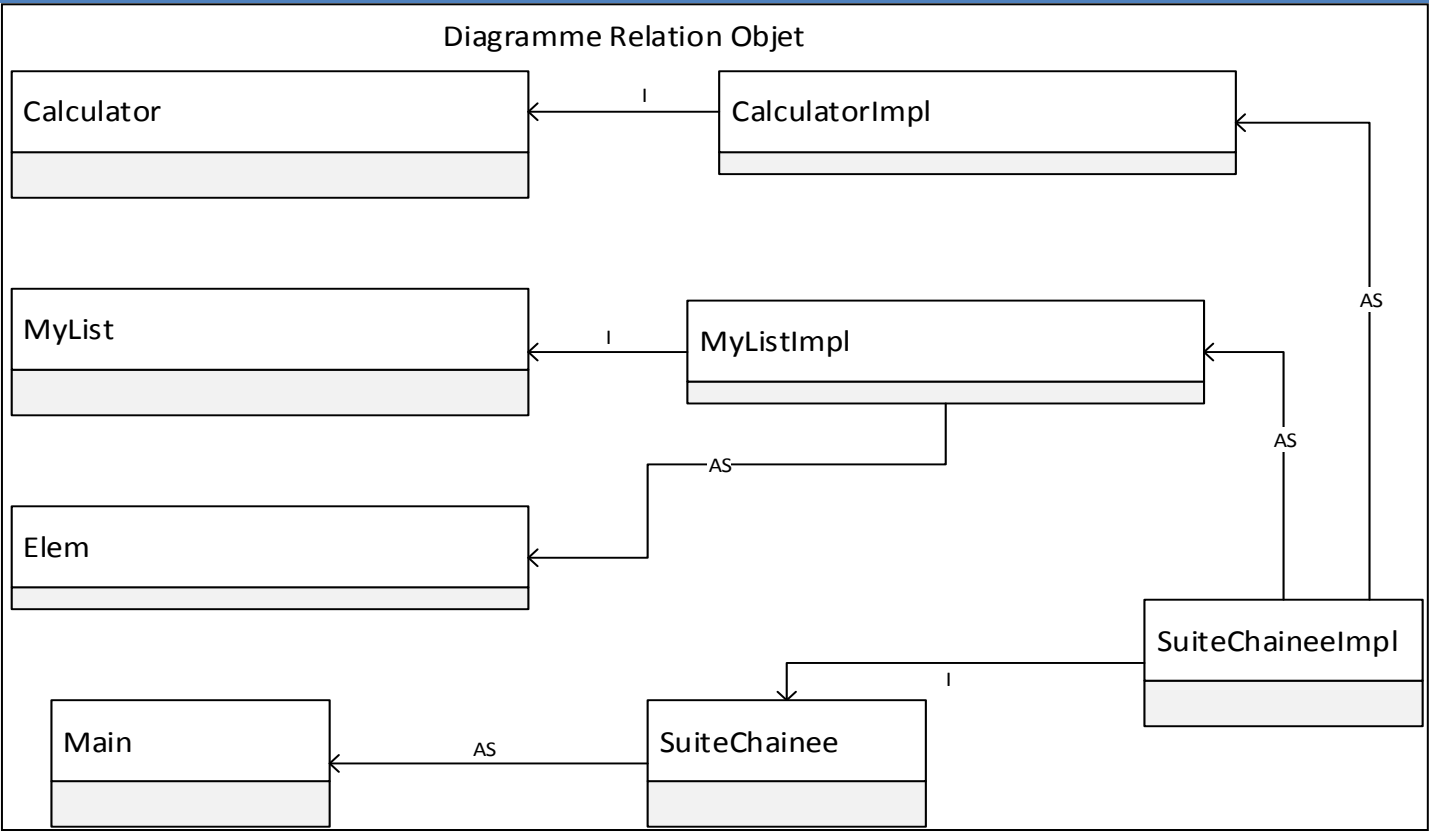 Diagramme Relation Objet
Calculator
I
CalculatorImpl
AS
MyList
I
MyListImpl
AS
AS
Elem
SuiteChaineeImpl
I
Main
AS
SuiteChainee